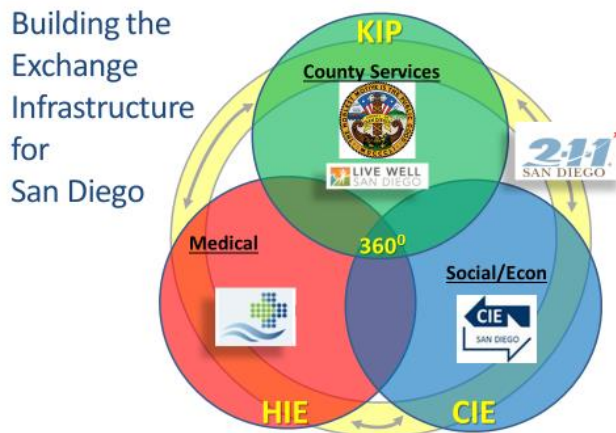 Building the
Exchange
Infrastructure
for
San Diego
KIP
County Services
LIVE WELL
SAN DIEGO
2-1-1
SAN DIEGO
Medical
360⁰
Social/Econ
CIE
SAN DIEGO
HIE
CIE